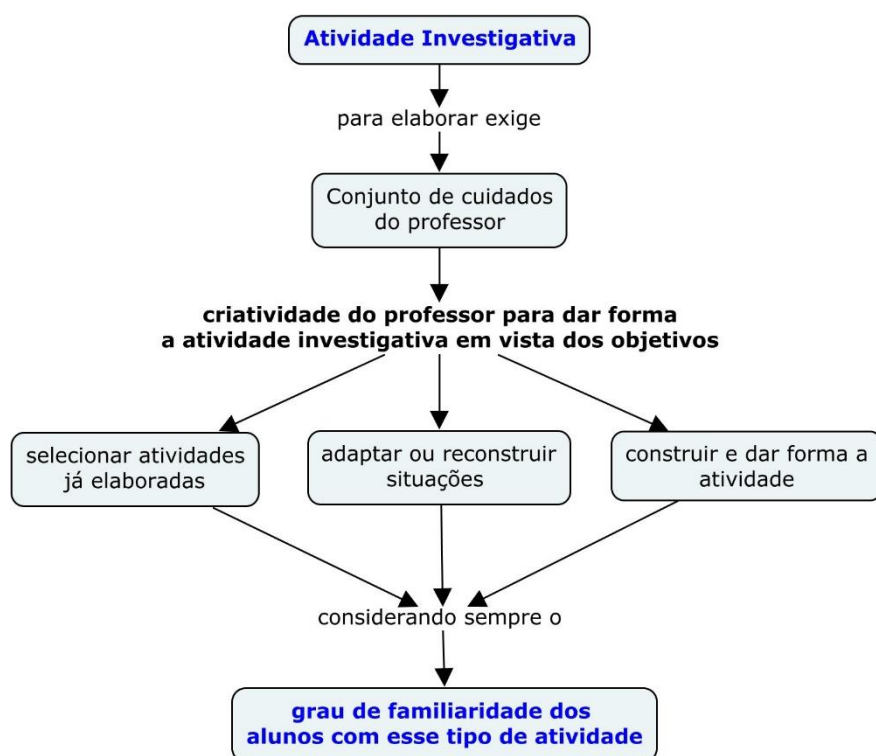 Atividade Investigativa
para elaborar exige
Conjunto de cuidados
do professor
criatividade do professor para dar forma
a atividade investigativa em vista dos objetivos
selecionar atividades
já elaboradas
adaptar ou reconstruir
situações
construir e dar forma a
atividade
considerando sempre o
grau de familiaridade dos
alunos com esse tipo de atividade